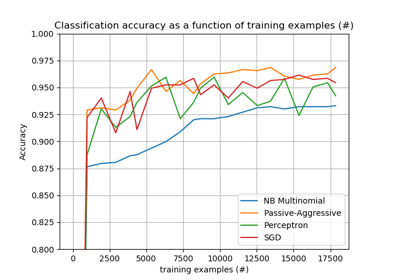 Classification accuracy as a function of training examples (#)
1.000
0.975
0.950
0.925
0.900
0.875
0.850
0.825
0.800
Accuracy
NB Multinomial
Passive-Aggressive
Perceptron
SGD
0 2500 5000 7500 10000 12500 15000 17500
training examples (#)